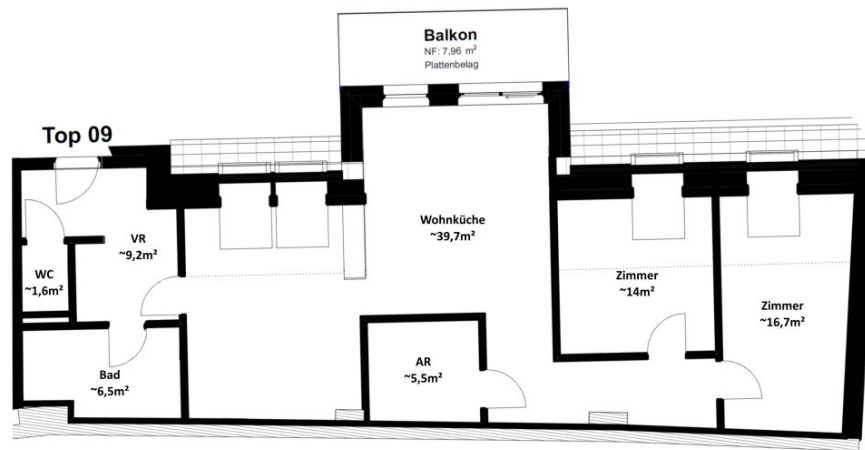 Balkon
NF: 7,96 m²
Plattenbelag
Top 09
VR
~9,2m²
WC
~1,6m²
Bad
~6,5m²
Wohnküche
~39,7m²
AR
~5,5m²
Zimmer
~14m²
Zimmer
~16,7m²